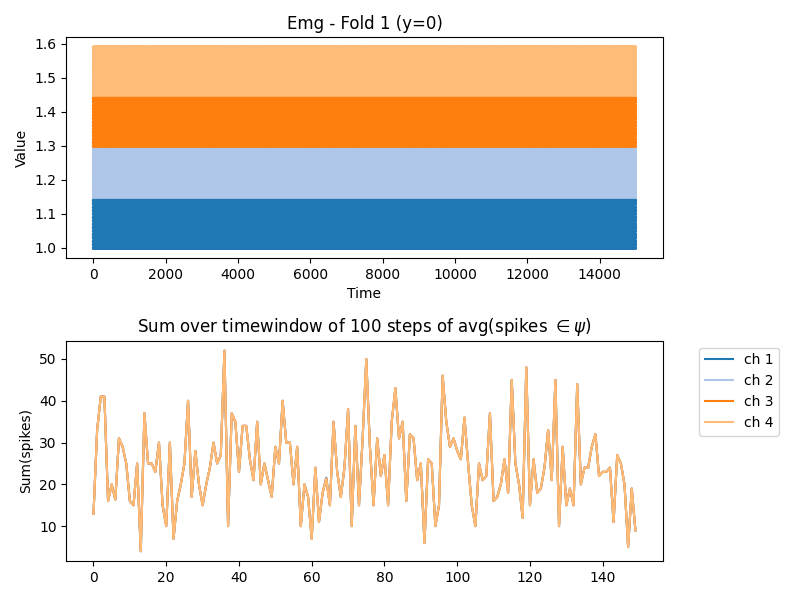 Emg - Fold 1 (y=0)
1.6
1.5
1.4
1.3
1.2
1.1
1.0
Value
0 2000 4000 6000 8000 10000 12000 14000
Time
Sum over timewindow of 100 steps of avg(spikes ∈ψ)
50
40
30
20
10
Sum(spikes)
0 20 40 60 80 100 120 140
ch 1
ch 2
ch 3
ch 4